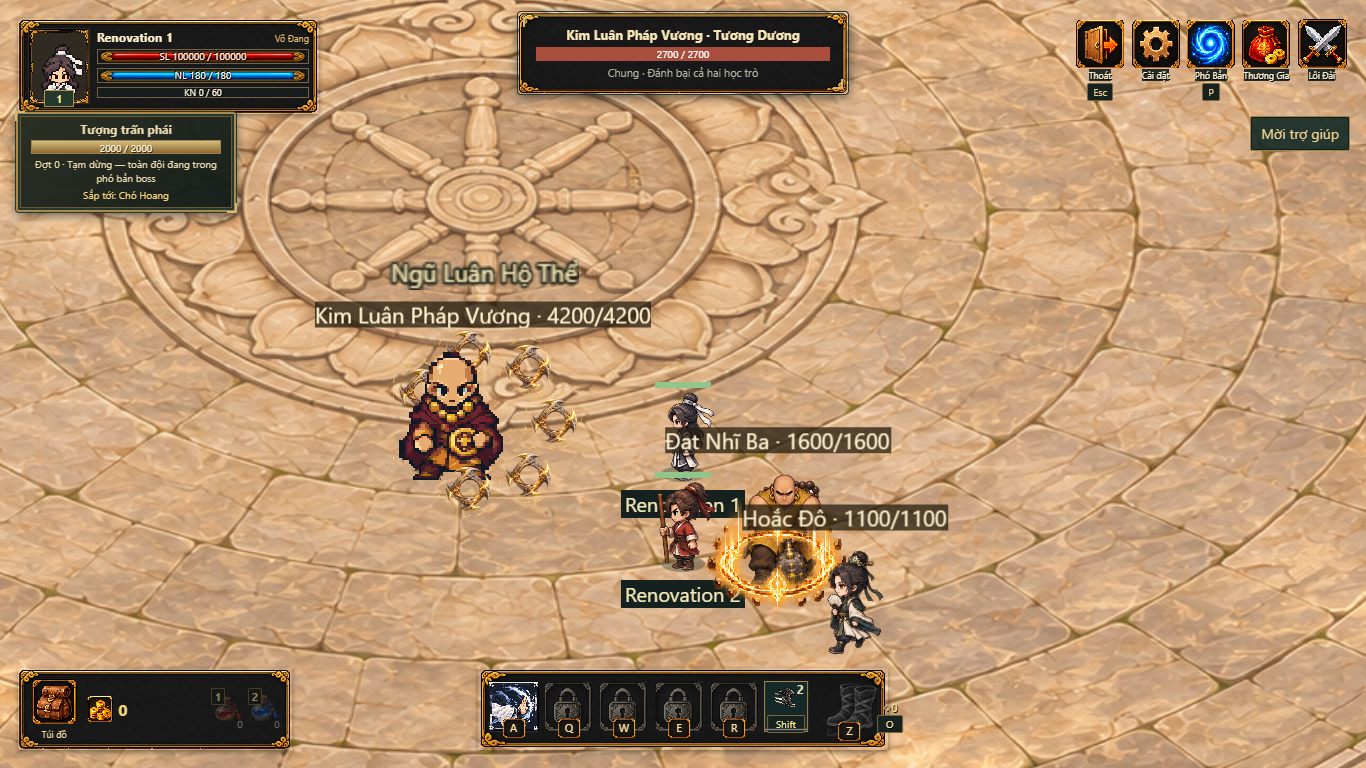 Renovation 1
Võ Đang
SL 100000 / 100000
NL 180 / 180
KN 0 / 60
1
Tượng trấn phái
2000 / 2000
Đợt 0 · Tạm dừng — toàn đội đang trong
phó bản boss
Sắp tới: Chó Hoang
Kim Luân Pháp Vương · Tương Dương
2700 / 2700
Chung · Đánh bại cả hai học trò
Thoát
Cài đặt
Phó Bản
Thương Gia
Lôi Đài
Esc
P
Mời trợ giúp
Ngũ Luân Hộ Thể
Kim Luân Pháp Vương · 4200/4200
Đạt Nhĩ Ba · 1600/1600
Hoắc Đô · 1100/1100
Renovation 2
Túi đồ
0
1
0
2
0
A
Q
W
E
R
2
Shift
Z
O